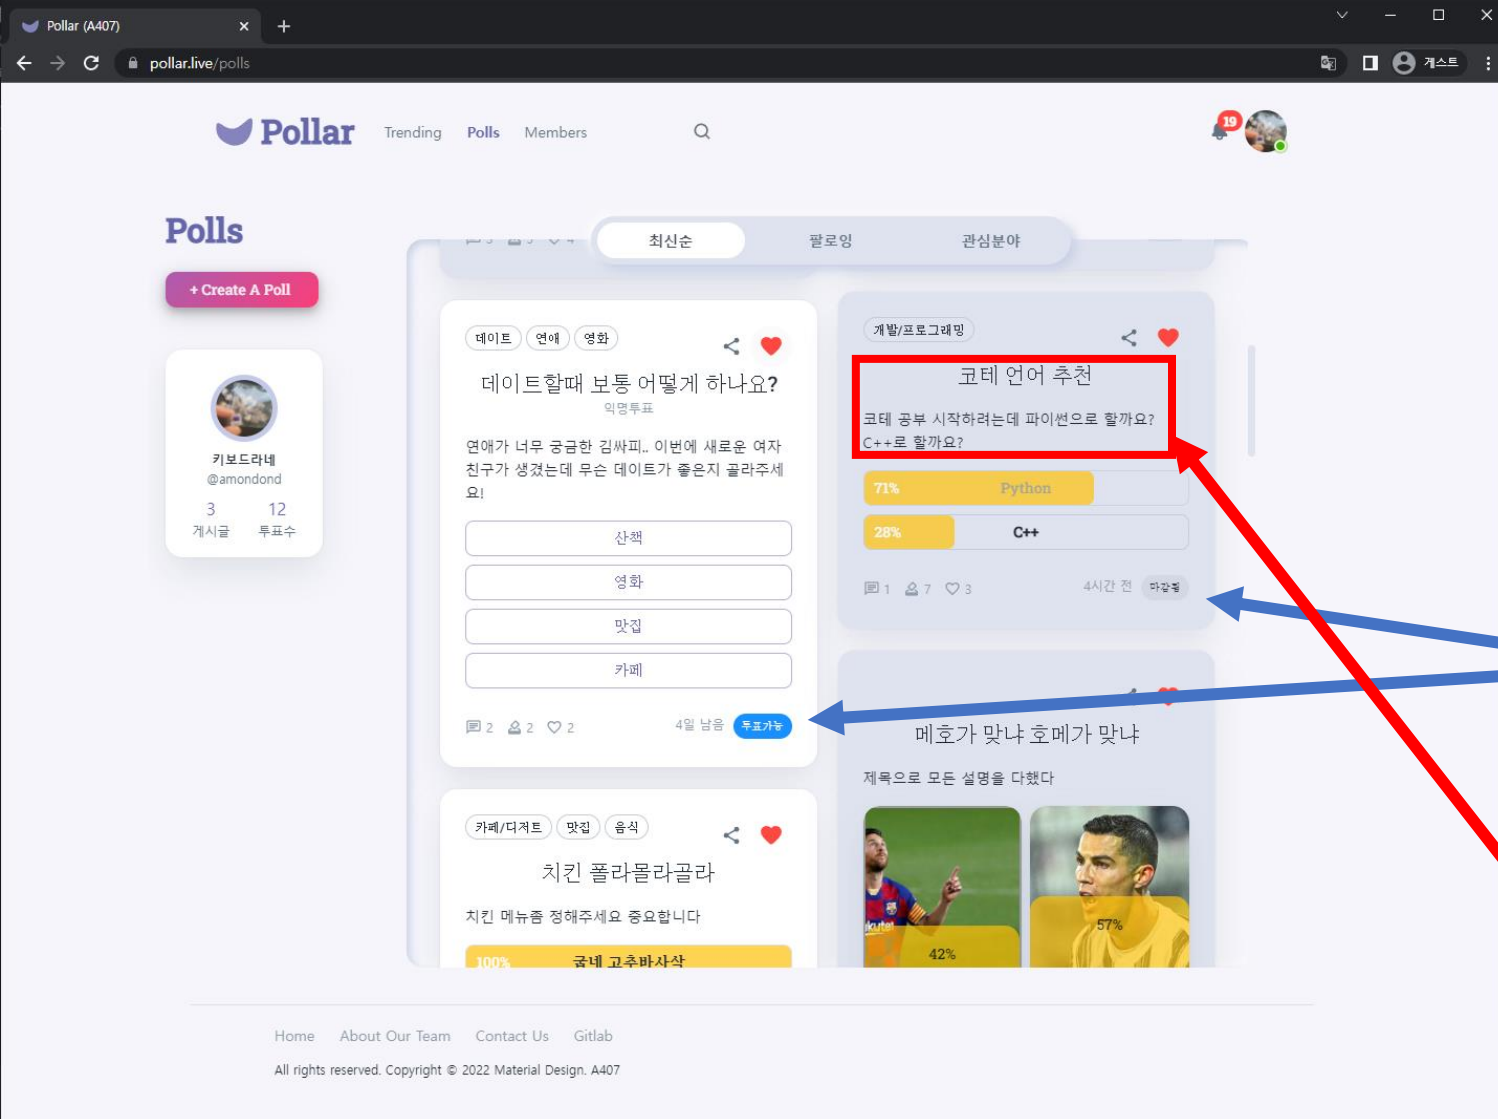 Pollar (A407)
pollar.live/polls
게스트
Pollar
Trending
Polls
Members
19
Polls
최신순
팔로잉
관심분야
+ Create A Poll
키보드라네
@amondond
3
12
게시글
투표수
데이트
연애
영화
데이트할때 보통 어떻게 하나요?
익명투표
연애가 너무 궁금한 김싸피.. 이번에 새로운 여자
친구가 생겼는데 무슨 데이트가 좋은지 골라주세
요!
산책
영화
맛집
카페
2
2
2
4일 남음
투표가능
개발/프로그래밍
코테 언어 추천
코테 공부 시작하려는데 파이썬으로 할까요?
C++로 할까요?
71%
Python
28%
C++
1
7
3
4시간 전
마감됨
카페/디저트
맛집
음식
치킨 폴라몰라골라
치킨 메뉴좀 정해주세요 중요합니다
100%
굽네 고추바사삭
메호가 맞냐 호메가 맞냐
제목으로 모든 설명을 다했다
42%
57%
Home
About Our Team
Contact Us
Gitlab
All rights reserved. Copyright © 2022 Material Design. A407